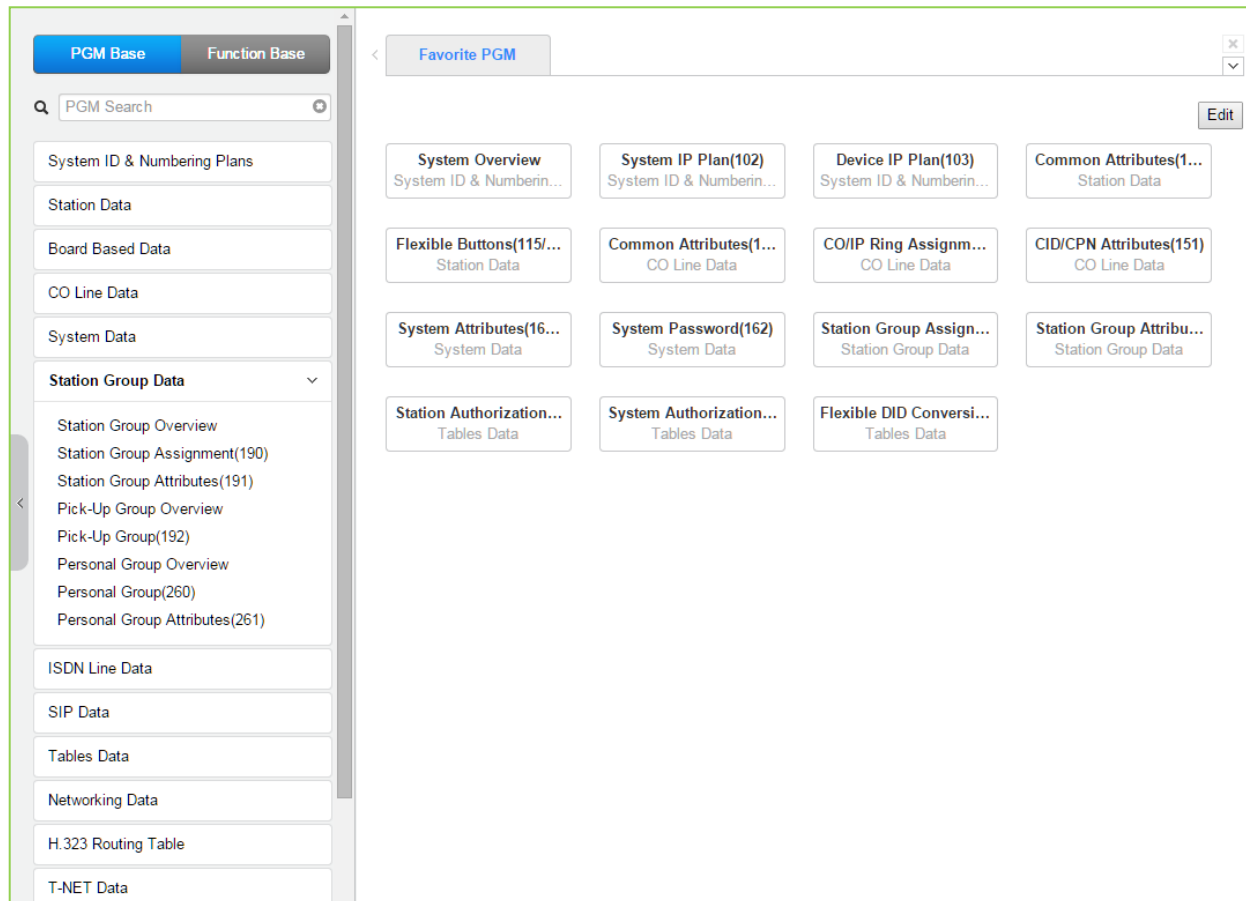 PGM Base
Function Base
PGM Search
System ID & Numbering Plans
Station Data
Board Based Data
CO Line Data
System Data
Station Group Data
Station Group Overview
Station Group Assignment(190)
Station Group Attributes(191)
Pick-Up Group Overview
Pick-Up Group(192)
Personal Group Overview
Personal Group(260)
Personal Group Attributes(261)
ISDN Line Data
SIP Data
Tables Data
Networking Data
H.323 Routing Table
T-NET Data
Favorite PGM
Edit
System Overview
System ID & Numberin...
System IP Plan(102)
System ID & Numberin...
Device IP Plan(103)
System ID & Numberin...
Common Attributes(1...
Station Data
Flexible Buttons(115/...
Station Data
Common Attributes(1...
CO Line Data
CO/IP Ring Assignm...
CO Line Data
CID/CPN Attributes(151)
CO Line Data
System Attributes(16...
System Data
System Password(162)
System Data
Station Group Assign...
Station Group Data
Station Group Attribu...
Station Group Data
Station Authorization...
Tables Data
System Authorization...
Tables Data
Flexible DID Conversi...
Tables Data